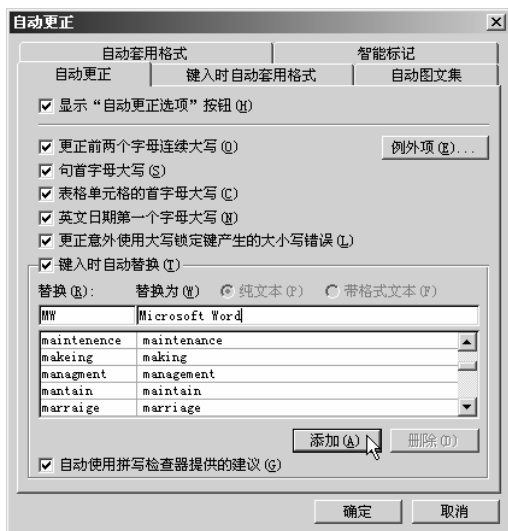 自动更正
自动套用格式 智能标记
自动更正 键入时自动套用格式 自动图文集
显示“自动更正选项”按钮(H)
更正前两个字母连续大写(O) 例外项(E)...
句首字母大写(S)
表格单元格的首字母大写(C)
英文日期第一个字母大写(N)
更正意外使用大写锁定键产生的大小写错误(L)
键入时自动替换(T)
替换(R): 替换为(W) 纯文本(P) 带格式文本(F)
MW Microsoft Word
maintenence maintenance
makeing making
managment management
mantain maintain
marraige marriage
添加(A) 删除(D)
自动使用拼写检查器提供的建议(G)
确定 取消